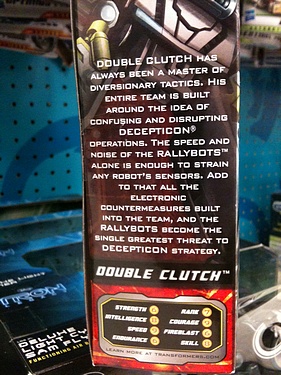 DOUBLE CLUTCH HAS
ALWAYS BEEN A MASTER OF
DIVERSIONARY TACTICS. HIS
ENTIRE TEAM IS BUILT
AROUND THE IDEA OF
CONFUSING AND DISRUPTING
DECEPTICON®
OPERATIONS. THE SPEED AND
NOISE OF THE RALLYBOTS™
ALONE IS ENOUGH TO STRAIN
ANY ROBOT'S SENSORS. ADD
TO THAT ALL THE
ELECTRONIC
COUNTERMEASURES BUILT
INTO THE TEAM, AND THE
RALLYBOTS BECOME THE
SINGLE GREATEST THREAT TO
DECEPTICON STRATEGY.
DOUBLE CLUTCH™
STRENGTH RANK
INTELLIGENCE COURAGE
SPEED FIREBLAST
ENDURANCE SKILL
LEARN MORE AT TRANSFORMERS.COM
DELUXE
LIGHT